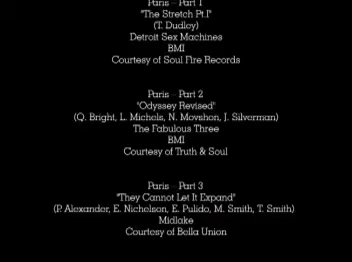 Paris – Part 1
"The Stretch Pt.I"
(T. Dudley)
Detroit Sex Machines
BMI
Courtesy of Soul Fire Records
Paris – Part 2
"Odyssey Revised"
(Q. Bright, L. Michels, N. Movshon, J. Silverman)
The Fabulous Three
BMI
Courtesy of Truth & Soul
Paris – Part 3
"They Cannot Let It Expand"
(P. Alexander, E. Nicholson, E. Pulido, M. Smith, T. Smith)
Midlake
Courtesy of Bella Union